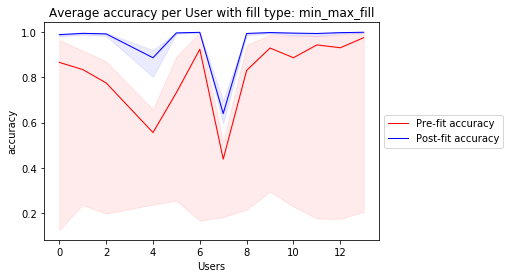 Average accuracy per User with fill type: min_max_fill
1.0
0.8
0.6
0.4
0.2
accuracy
0 2 4 6 8 10 12
Users
Pre-fit accuracy
Post-fit accuracy